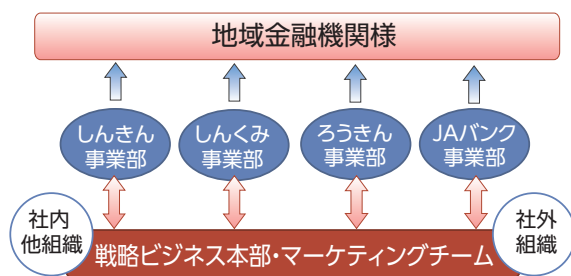 地域金融機関様
しんきん
事業部
しんくみ
事業部
ろうきん
事業部
JAバンク
事業部
社内
他組織
戦略ビジネス本部・マーケティングチーム
社外
組織